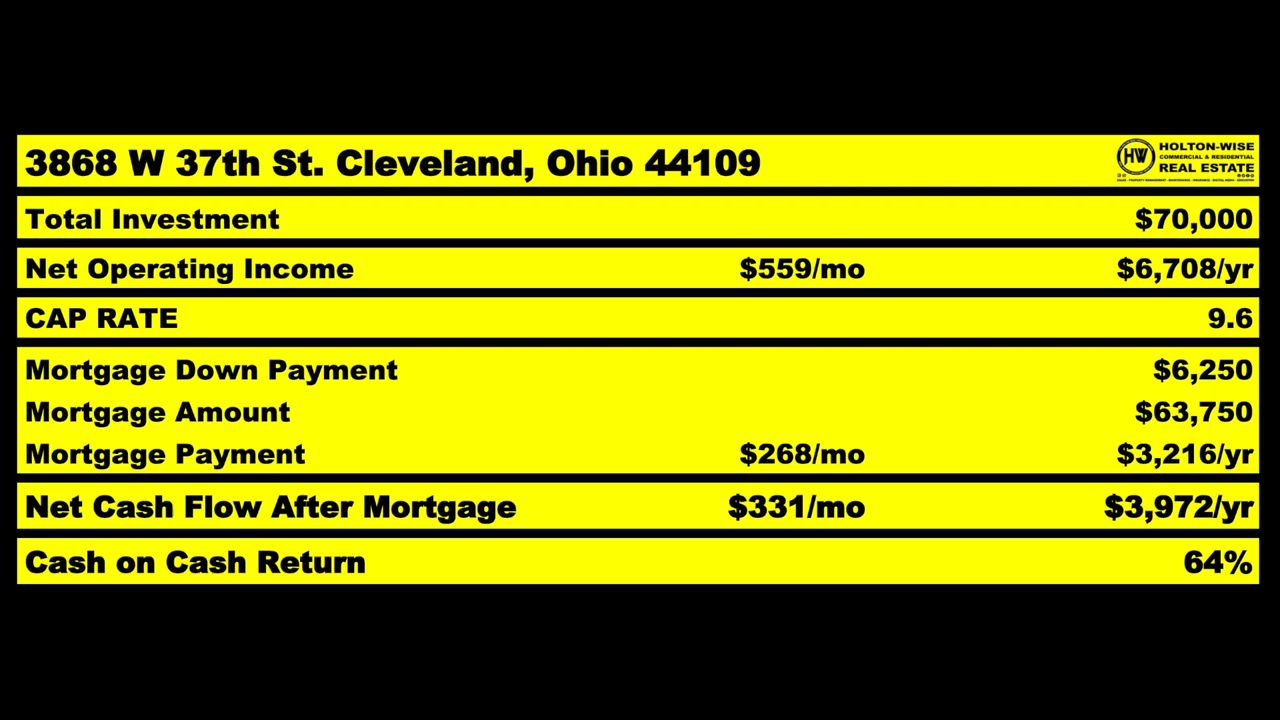 3868 W 37th St. Cleveland, Ohio 44109
HW
HOLTON-WISE
COMMERCIAL & RESIDENTIAL
REAL ESTATE
Total Investment $70,000
Net Operating Income $559/mo $6,708/yr
CAP RATE 9.6
Mortgage Down Payment $6,250
Mortgage Amount $63,750
Mortgage Payment $268/mo $3,216/yr
Net Cash Flow After Mortgage $331/mo $3,972/yr
Cash on Cash Return 64%